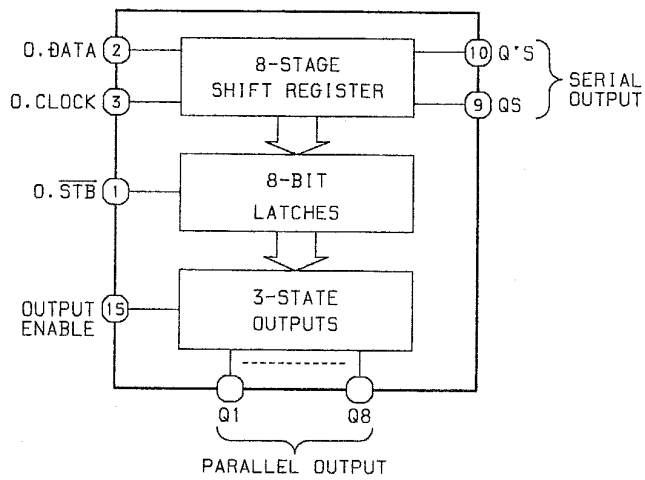 O.DATA 2
8-STAGE
SHIFT REGISTER
10 Q'S
O.CLOCK 3
9 QS
SERIAL
OUTPUT
O.STB 1
8-BIT
LATCHES
OUTPUT
ENABLE
15
3-STATE
OUTPUTS
Q1
Q8
PARALLEL OUTPUT